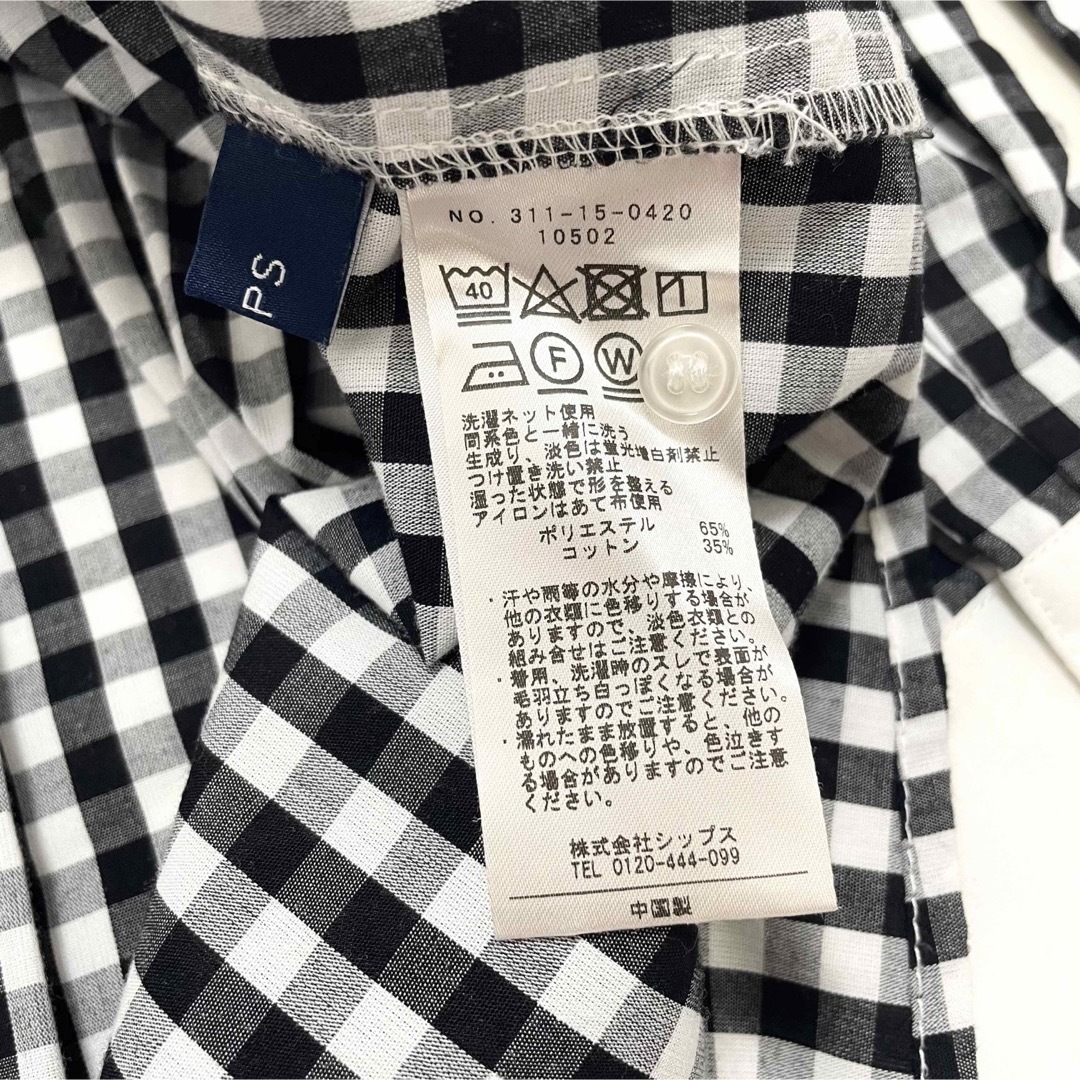 PS
NO. 311-15-0420
10502
40
F
W
洗濯ネット使用
同系色と一緒に洗う
生成り、淡色は蛍光増白剤禁止
つけ置き洗い禁止
湿った状態で形を整える
アイロンはあて布使用
ポリエステル 65%
コットン 35%
・汗や雨等の水分や摩擦により、
他の衣類に色移りする場合が
ありますので、淡色衣類との
組み合せはご注意ください。
・着用、洗濯時のスレで表面が
毛羽立ち白っぽくなる場合が
ありますのでご注意ください。
・濡れたまま放置すると、他の
ものへの色移りや、色泣きす
る場合がありますのでご注意
ください。
株式会社シップス
TEL 0120-444-099
中国製